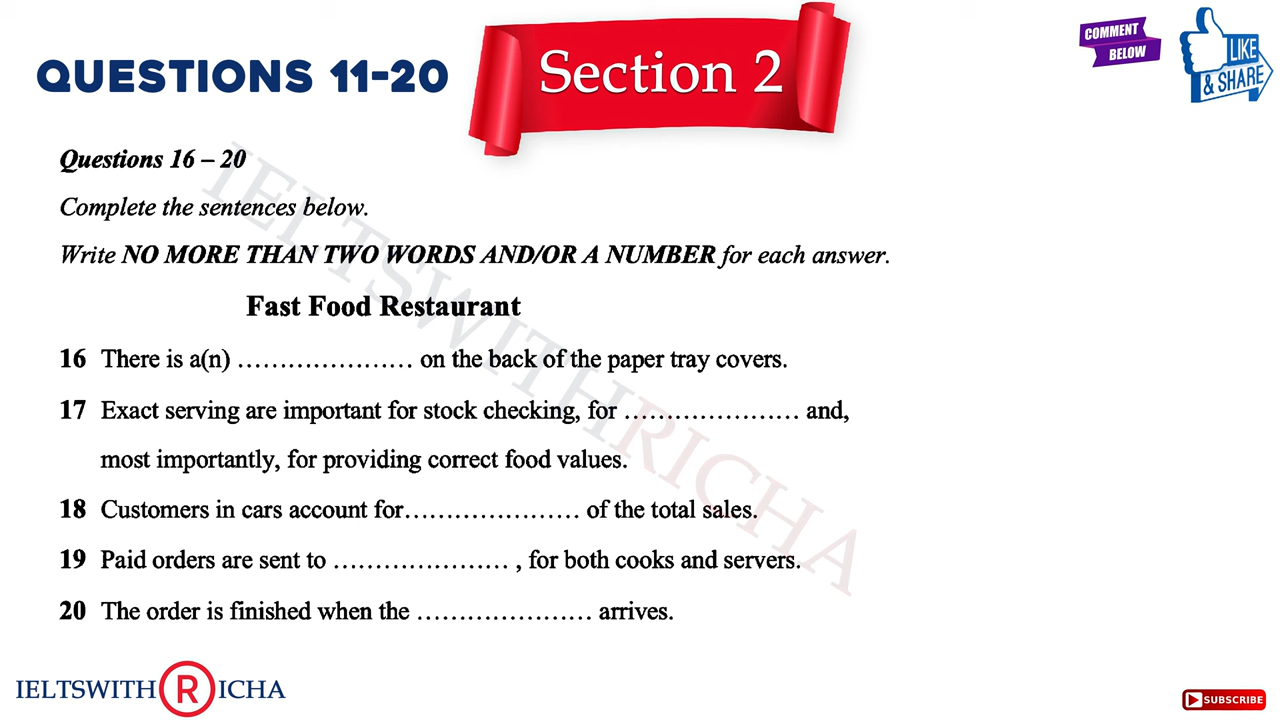 QUESTIONS 11-20
Section 2
COMMENT
BELOW
LIKE
& SHARE
Questions 16 – 20
Complete the sentences below.
Write NO MORE THAN TWO WORDS AND/OR A NUMBER for each answer.
Fast Food Restaurant
16 There is a(n) ………………… on the back of the paper tray covers.
17 Exact serving are important for stock checking, for ………………… and,
most importantly, for providing correct food values.
18 Customers in cars account for………………… of the total sales.
19 Paid orders are sent to ………………… , for both cooks and servers.
20 The order is finished when the ………………… arrives.
IELTSWITHRICHA
IELTSWITH R ICHA
SUBSCRIBE